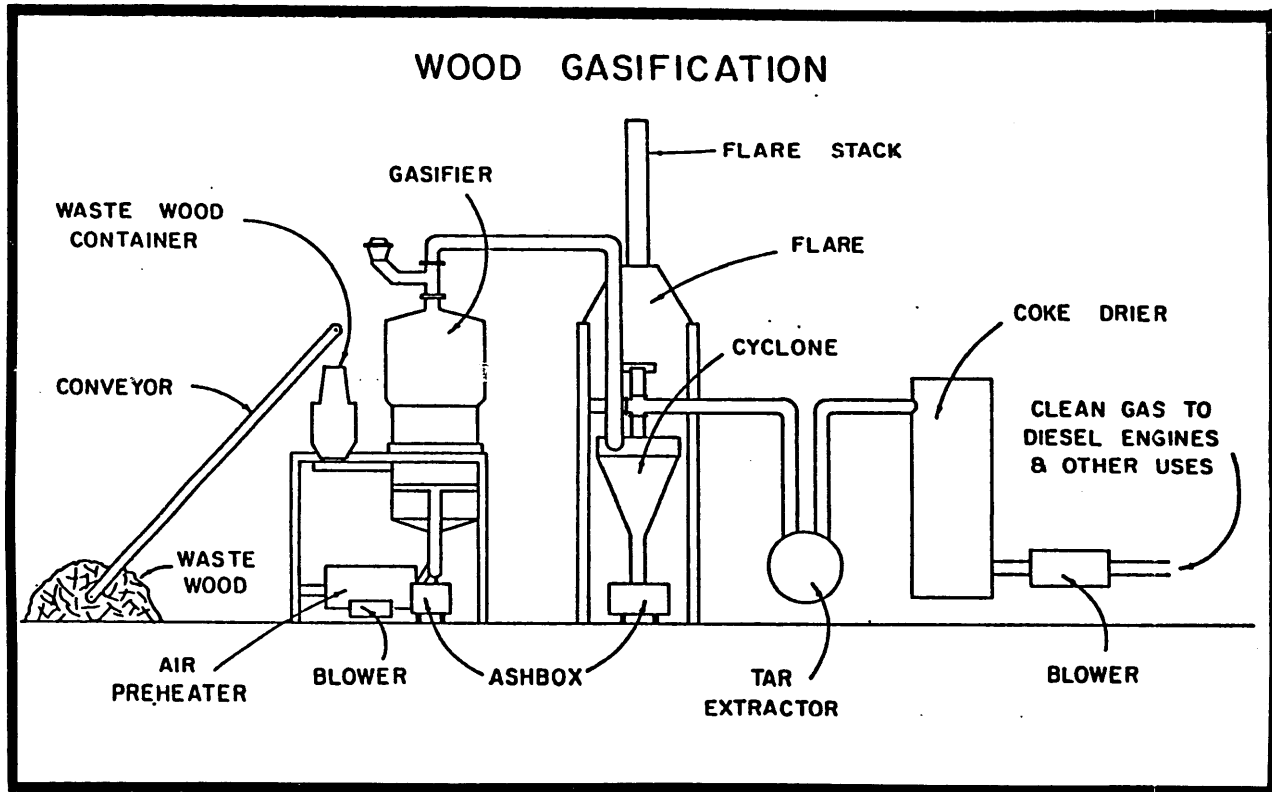 WOOD GASIFICATION
FLARE STACK
GASIFIER
WASTE WOOD
CONTAINER
FLARE
COKE DRIER
CYCLONE
CONVEYOR
CLEAN GAS TO
DIESEL ENGINES
& OTHER USES
WASTE
WOOD
AIR
PREHEATER
BLOWER
ASHBOX
TAR
EXTRACTOR
BLOWER